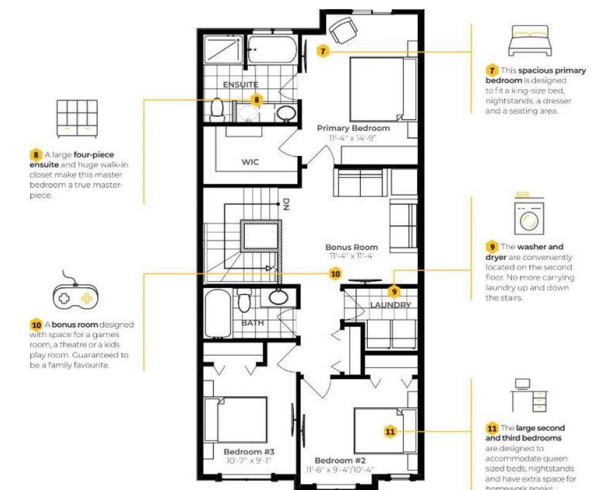 7 This spacious primary
bedroom is designed
to fit a king-size bed,
nightstands, a dresser
and a seating area.
7
ENSUITE
8
Primary Bedroom
11'-4" x 14'-9"
8 A large four-piece
ensuite and huge walk-in
closet make this master
bedroom a true master-
piece.
WIC
DN
Bonus Room
11'-4" x 11'-4"
10
9 The washer and
dryer are conveniently
located on the second
floor. No more carrying
laundry up and down
the stairs.
9
LAUNDRY
BATH
10 A bonus room designed
with space for a games
room, a theatre or a kids
play room. Guaranteed to
be a family favourite.
11
Bedroom #3
10'-7" x 9'-1"
Bedroom #2
11'-6" x 9'-4"/10'-4"
11 The large second
and third bedrooms
are designed to
accommodate queen
sized beds, nightstands
and have extra space for
homework nooks.